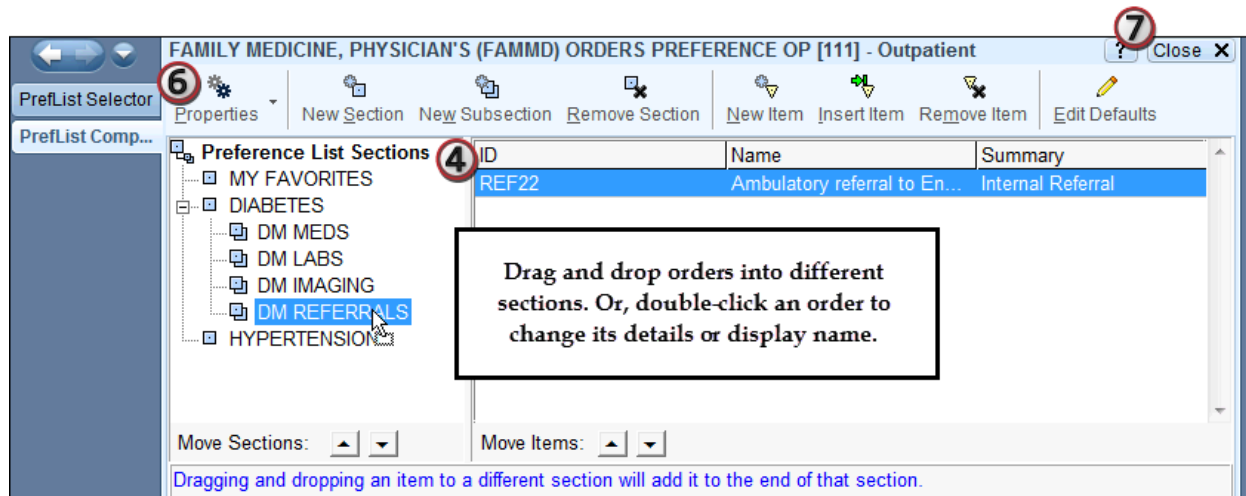 7
FAMILY MEDICINE, PHYSICIAN'S (FAMMD) ORDERS PREFERENCE OP [111] - Outpatient ? Close X
6
PrefList Selector
PrefList Comp...
Properties New Section New Subsection Remove Section New Item Insert Item Remove Item Edit Defaults
Preference List Sections 4 ID Name Summary
MY FAVORITES REF22 Ambulatory referral to En... Internal Referral
DIABETES
DM MEDS
DM LABS
DM IMAGING
DM REFERRALS
HYPERTENSION
Drag and drop orders into different
sections. Or, double-click an order to
change its details or display name.
Move Sections: Move Items:
Dragging and dropping an item to a different section will add it to the end of that section.